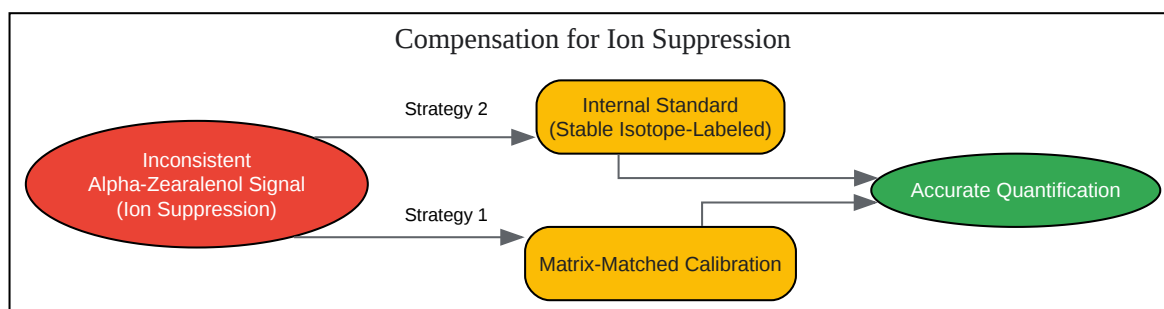 Compensation for Ion Suppression
Inconsistent
Alpha-Zearalenol Signal
(Ion Suppression)
Strategy 2
Internal Standard
(Stable Isotope-Labeled)
Strategy 1
Matrix-Matched Calibration
Accurate Quantification